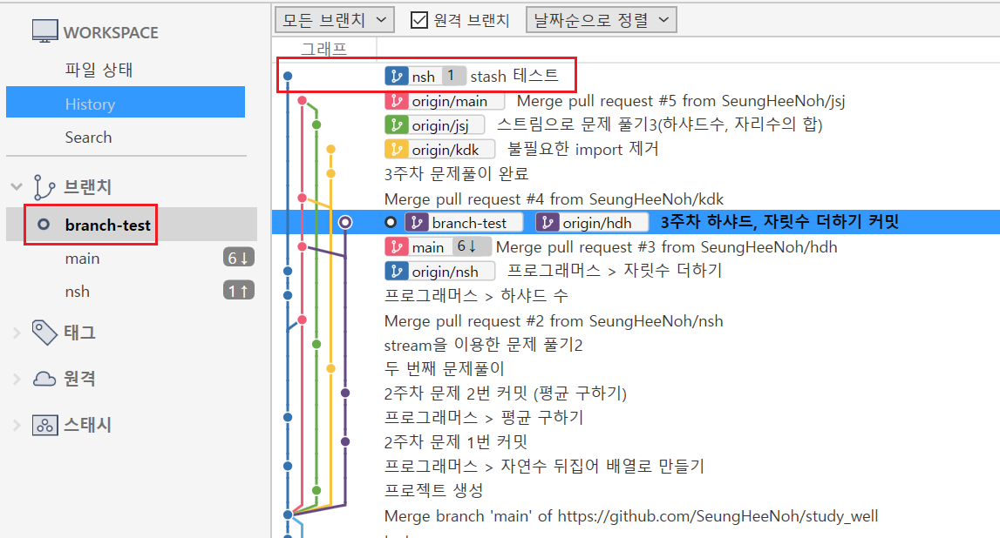 WORKSPACE
파일 상태
History
Search
브랜치
branch-test
main 6↓
nsh 1↑
태그
원격
스태시
모든 브랜치 원격 브랜치 날짜순으로 정렬
그래프
nsh 1 stash 테스트
origin/main Merge pull request #5 from SeungHeeNoh/jsj
origin/jsj 스트림으로 문제 풀기3(하샤드수, 자리수의 합)
origin/kdk 불필요한 import 제거
3주차 문제풀이 완료
Merge pull request #4 from SeungHeeNoh/kdk
branch-test origin/hdh 3주차 하샤드, 자릿수 더하기 커밋
main 6↓ Merge pull request #3 from SeungHeeNoh/hdh
origin/nsh 프로그래머스 > 자릿수 더하기
프로그래머스 > 하샤드 수
Merge pull request #2 from SeungHeeNoh/nsh
stream을 이용한 문제 풀기2
두 번째 문제풀이
2주차 문제 2번 커밋 (평균 구하기)
프로그래머스 > 평균 구하기
2주차 문제 1번 커밋
프로그래머스 > 자연수 뒤집어 배열로 만들기
프로젝트 생성
Merge branch 'main' of https://github.com/SeungHeeNoh/study_well